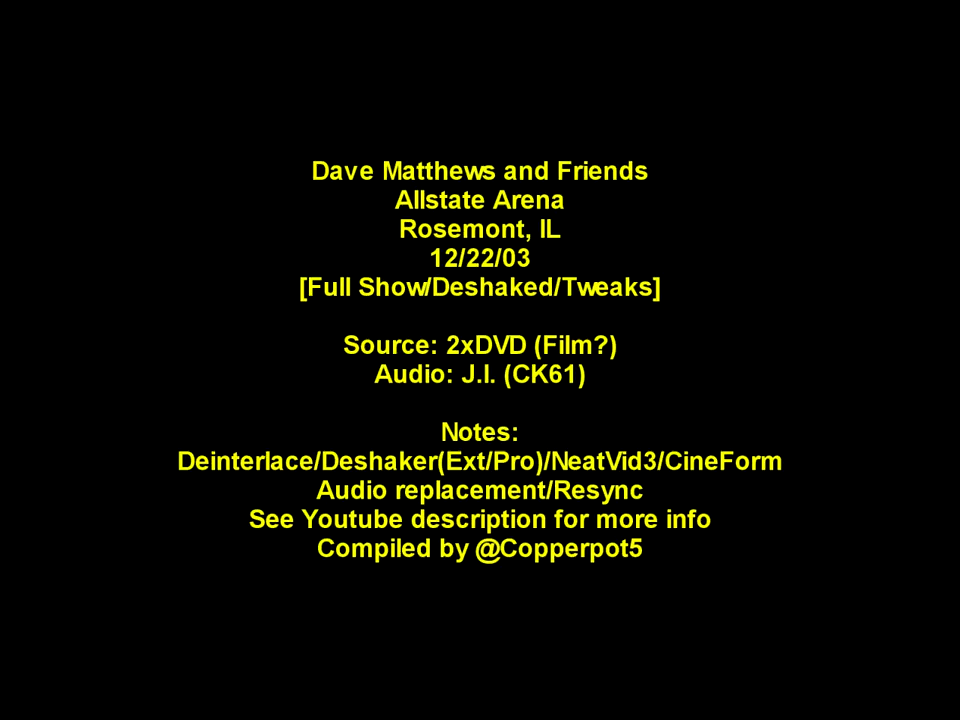 Dave Matthews and Friends
Allstate Arena
Rosemont, IL
12/22/03
[Full Show/Deshaked/Tweaks]
Source: 2xDVD (Film?)
Audio: J.I. (CK61)
Notes:
Deinterlace/Deshaker(Ext/Pro)/NeatVid3/CineForm
Audio replacement/Resync
See Youtube description for more info
Compiled by @Copperpot5